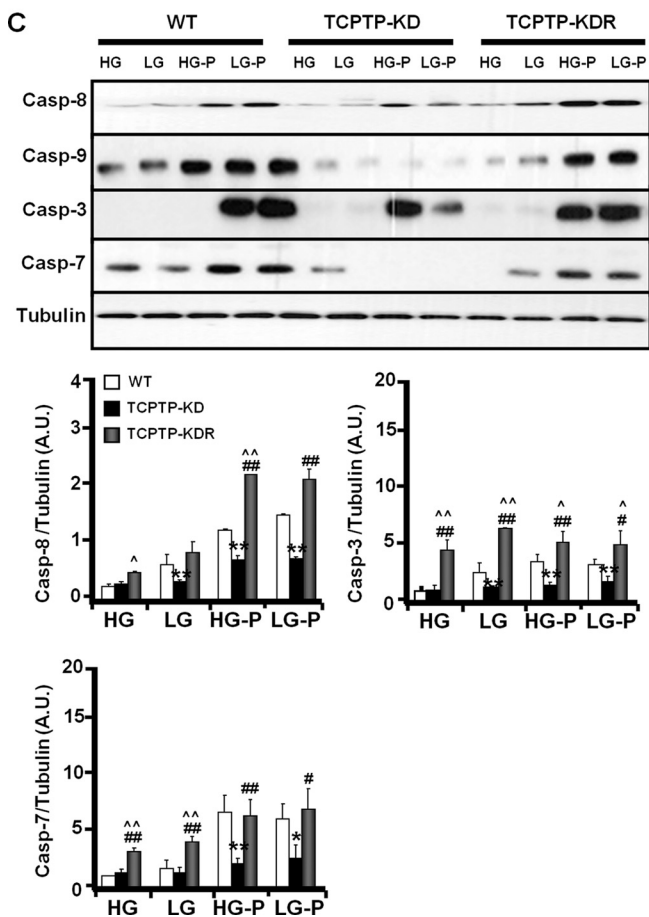 C
WT TCPTP-KD TCPTP-KDR
HG LG HG-P LG-P HG LG HG-P LG-P HG LG HG-P LG-P
Casp-8
Casp-9
Casp-3
Casp-7
Tubulin
Casp-8/Tubulin (A.U.)
4
3
2
1
0
WT
TCPTP-KD
TCPTP-KDR
^
**
^^
##
**
##
**
HG LG HG-P LG-P
Casp-3/Tubulin (A.U.)
20
15
10
5
0
^^
##
^^
##
**
^
##
**
^
#
**
HG LG HG-P LG-P
Casp-7/Tubulin (A.U.)
20
15
10
5
0
^^
##
^^
##
##
**
#
*
HG LG HG-P LG-P